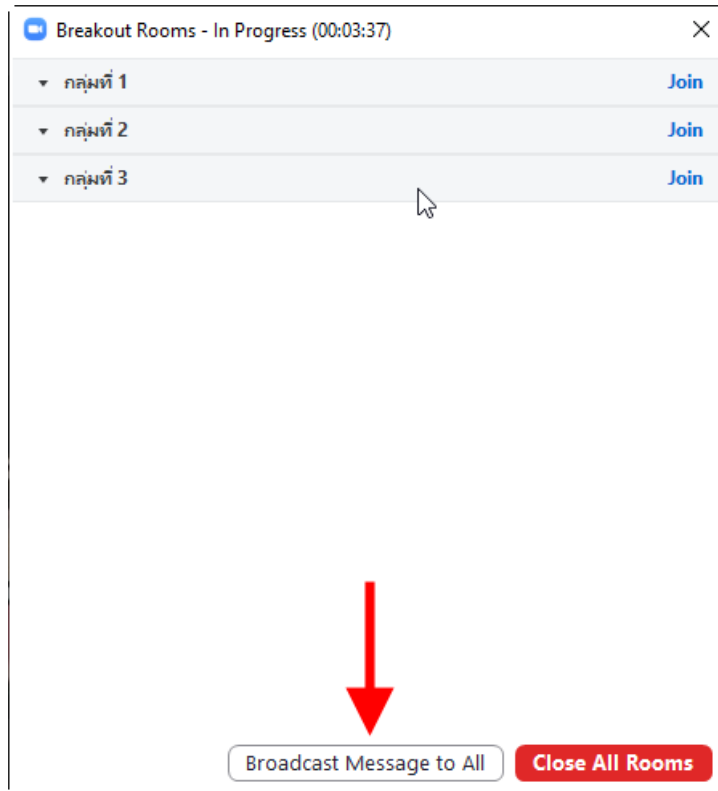 Breakout Rooms - In Progress (00:03:37)
กลุ่มที่ 1 Join
กลุ่มที่ 2 Join
กลุ่มที่ 3 Join
Broadcast Message to All Close All Rooms